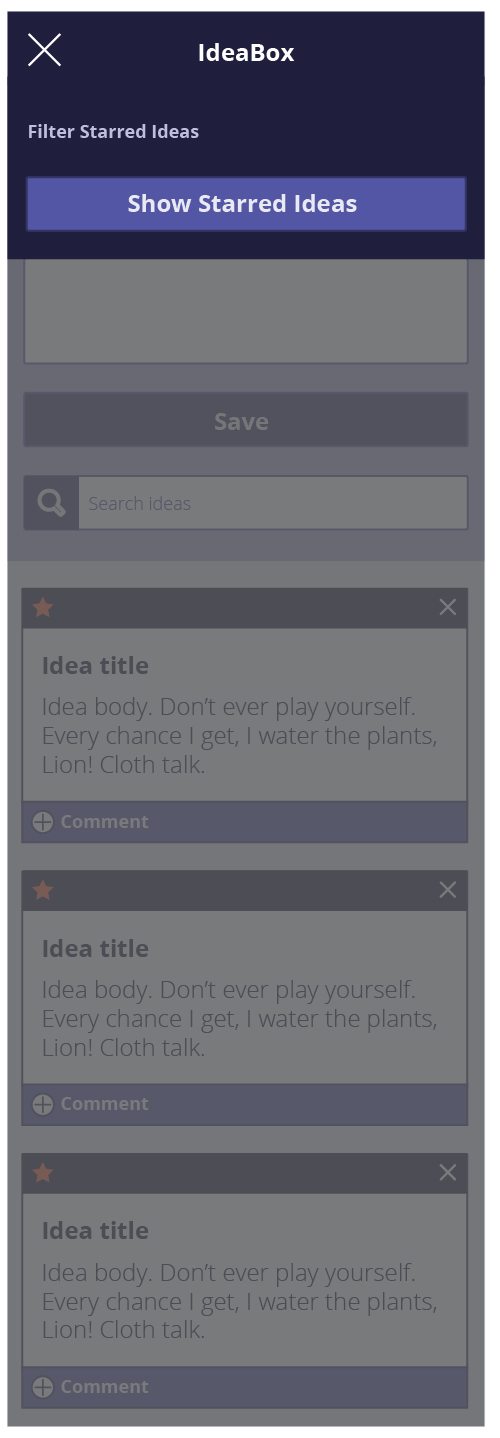 IdeaBox
Filter Starred Ideas
Show Starred Ideas
Save
Search ideas
Idea title
Idea body. Don’t ever play yourself.
Every chance I get, I water the plants,
Lion! Cloth talk.
Comment
Idea title
Idea body. Don’t ever play yourself.
Every chance I get, I water the plants,
Lion! Cloth talk.
Comment
Idea title
Idea body. Don’t ever play yourself.
Every chance I get, I water the plants,
Lion! Cloth talk.
Comment